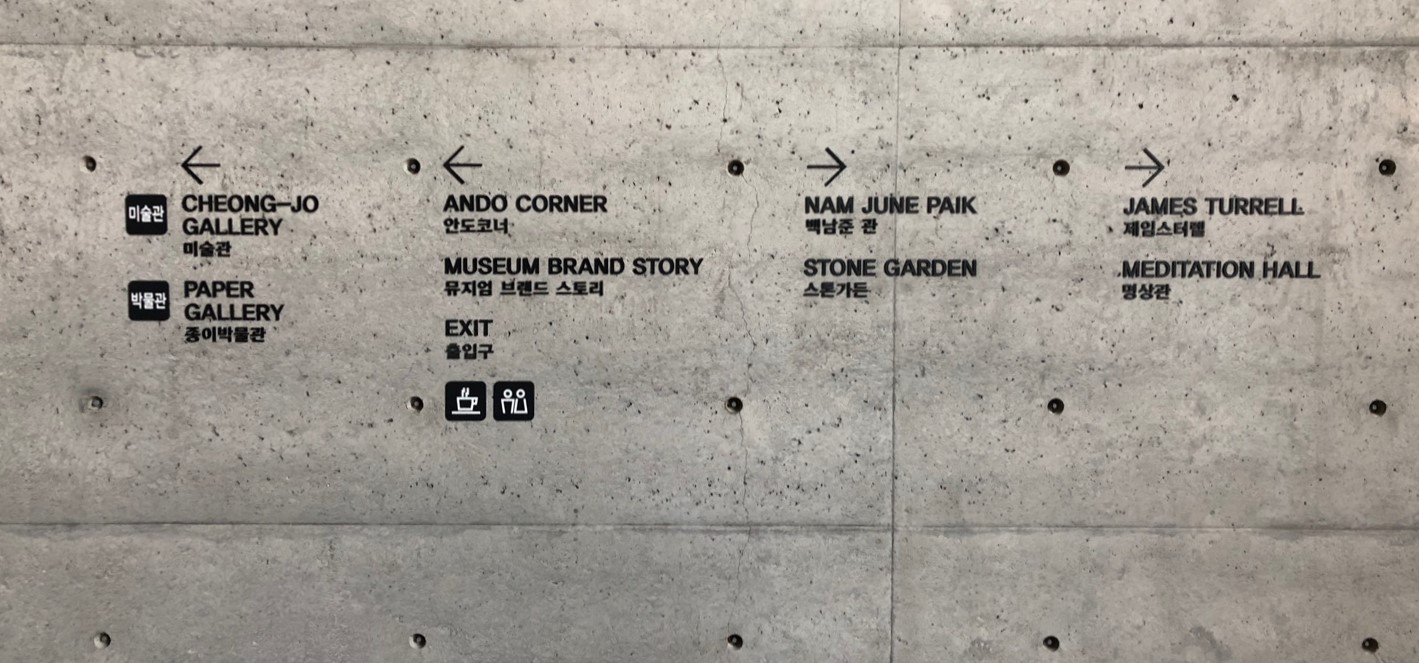 미술관
CHEONG-JO
GALLERY
미술관
박물관
PAPER
GALLERY
종이박물관
ANDO CORNER
안도코너
MUSEUM BRAND STORY
뮤지엄 브랜드 스토리
EXIT
출입구
NAM JUNE PAIK
백남준 관
STONE GARDEN
스톤가든
JAMES TURRELL
제임스터렐
MEDITATION HALL
명상관